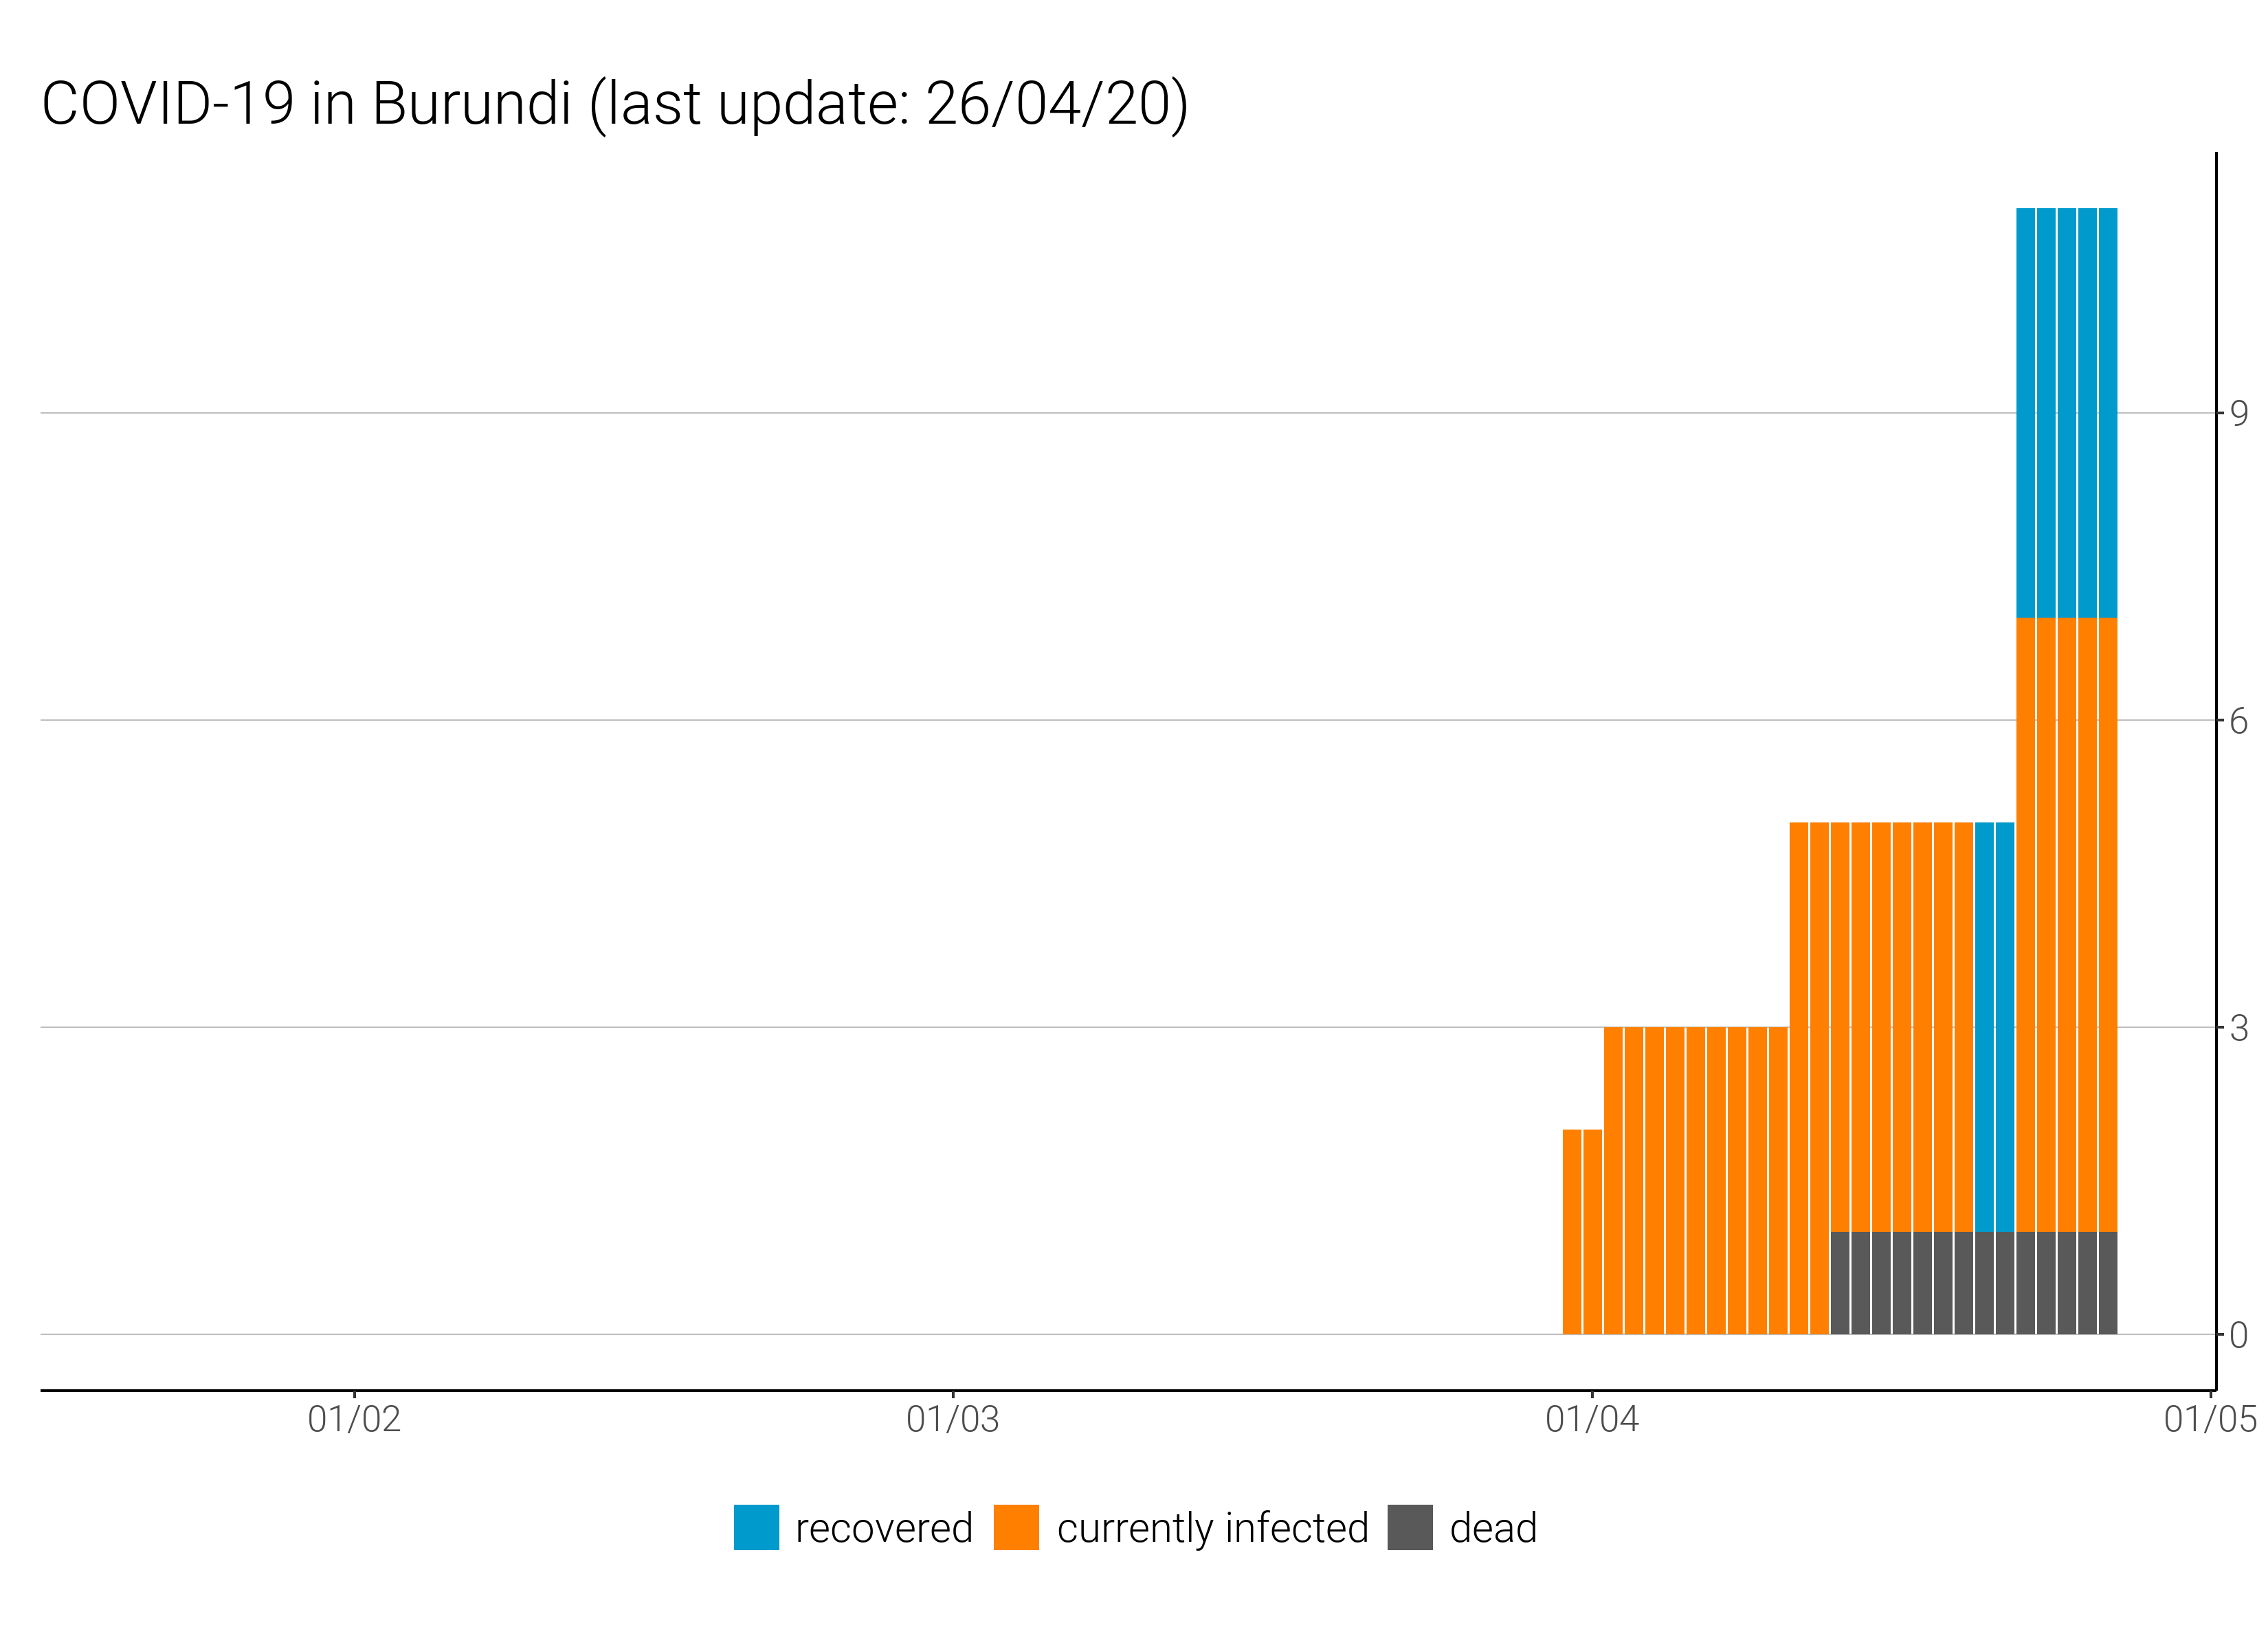 COVID-19 in Burundi (last update: 26/04/20)
9
6
3
0
01/02 01/03 01/04 01/05
recovered currently infected dead